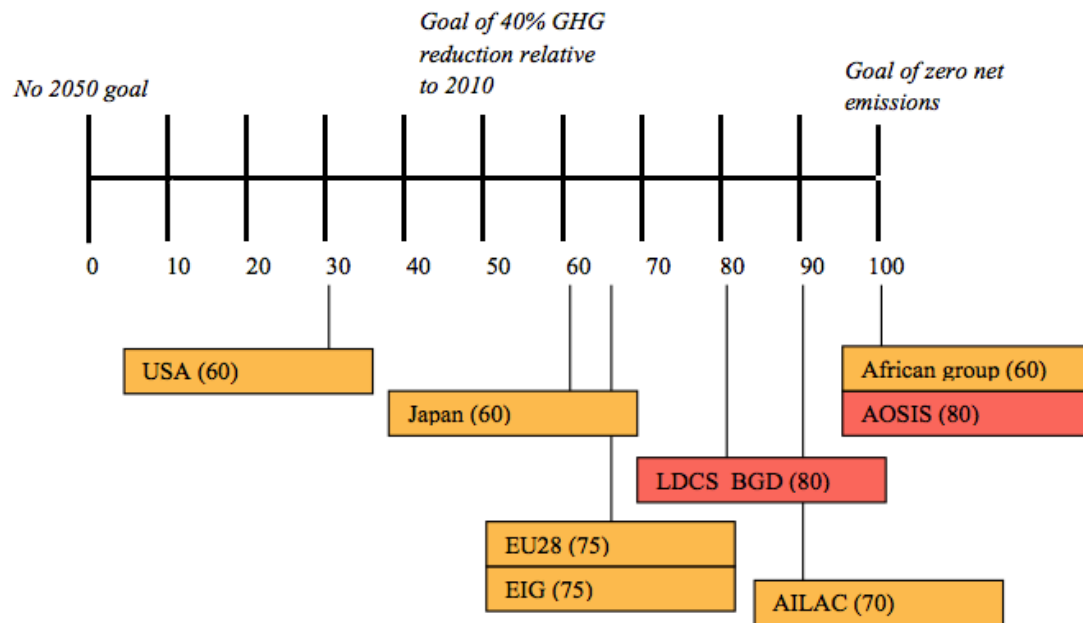 Goal of 40% GHG
reduction relative
to 2010
No 2050 goal
Goal of zero net
emissions
0 10 20 30 40 50 60 70 80 90 100
USA (60)
African group (60)
Japan (60)
AOSIS (80)
LDCS BGD (80)
EU28 (75)
EIG (75)
AILAC (70)